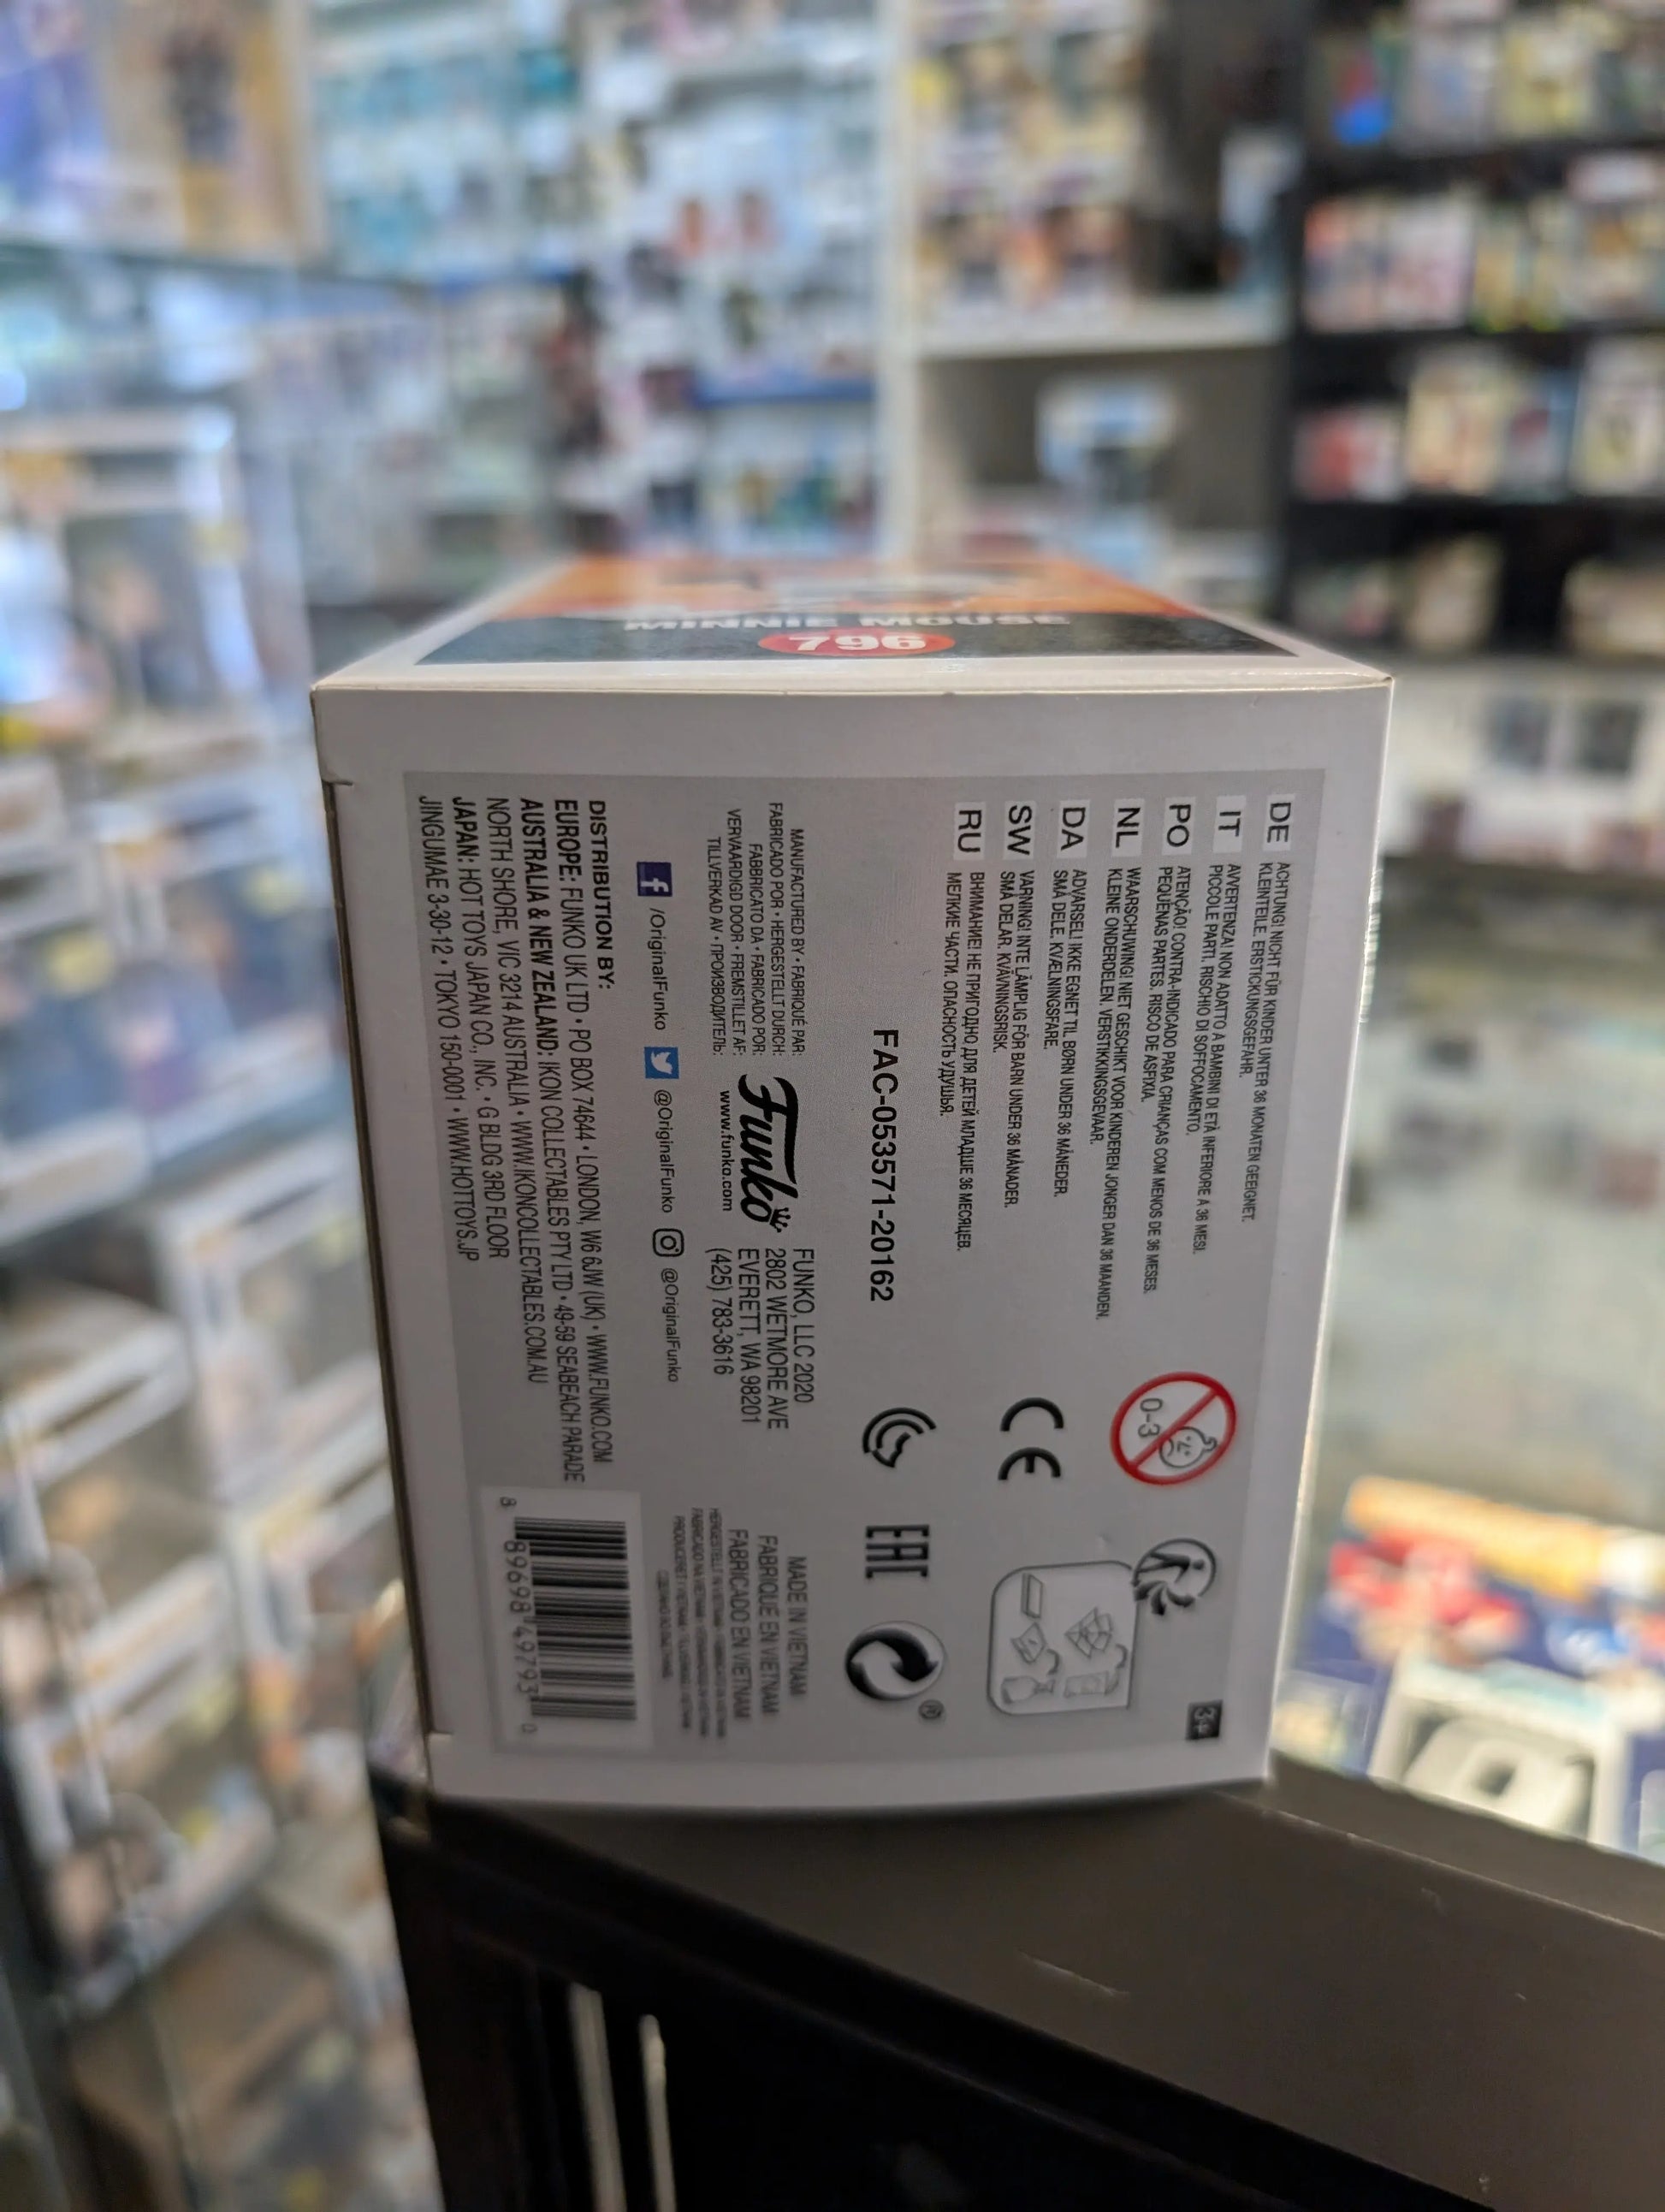 MINNIE MOUSE
796
DE ACHTUNG! NICHT FÜR KINDER UNTER 36 MONATEN GEEIGNET.
KLEINTEILE. ERSTICKUNGSGEFAHR.
IT AVVERTENZA! NON ADATTO A BAMBINI DI ETÀ INFERIORE A 36 MESI.
PICCOLE PARTI. RISCHIO DI SOFFOCAMENTO.
PO ATENÇÃO! CONTRA-INDICADO PARA CRIANÇAS COM MENOS DE 36 MESES.
PEQUENAS PARTES. RISCO DE ASFIXIA.
NL WAARSCHUWING! NIET GESCHIKT VOOR KINDEREN JONGER DAN 36 MAANDEN.
KLEINE ONDERDELEN. VERSTIKKINGSGEVAAR.
DA ADVARSEL! IKKE EGNET TIL BØRN UNDER 36 MÅNEDER.
SMÅ DELE. KVÆLNINGSFARE.
SW VARNING! INTE LÄMPLIG FÖR BARN UNDER 36 MÅNADER.
SMÅ DELAR. KVÄVNINGSRISK.
RU ВНИМАНИЕ! НЕ ПРИГОДНО ДЛЯ ДЕТЕЙ МЛАДШЕ 36 МЕСЯЦЕВ.
МЕЛКИЕ ЧАСТИ. ОПАСНОСТЬ УДУШЬЯ.
3+
0-3
CE
FAC-053571-20162
EAC
®
MANUFACTURED BY • FABRIQUÉ PAR:
FABRICADO POR • HERGESTELLT DURCH:
FABBRICATO DA • FABRICADO POR:
VERVAARDIGD DOOR • FREMSTILLET AF:
TILLVERKAD AV • ПРОИЗВОДИТЕЛЬ:
Funko
www.funko.com
FUNKO, LLC 2020
2802 WETMORE AVE
EVERETT, WA 98201
(425) 783-3616
MADE IN VIETNAM
FABRIQUÉ EN VIETNAM
FABRICADO EN VIETNAM
f /OriginalFunko @OriginalFunko @OriginalFunko
DISTRIBUTION BY:
EUROPE: FUNKO UK LTD • PO BOX 74644 • LONDON, W6 6JW (UK) • WWW.FUNKO.COM
AUSTRALIA & NEW ZEALAND: IKON COLLECTABLES PTY LTD • 49-59 SEABEACH PARADE
NORTH SHORE, VIC 3214 AUSTRALIA • WWW.IKONCOLLECTABLES.COM.AU
JAPAN: HOT TOYS JAPAN CO., INC. • G BLDG 3RD FLOOR
JINGUMAE 3-30-12 • TOKYO 150-0001 • WWW.HOTTOYS.JP
8 89698 49793 0